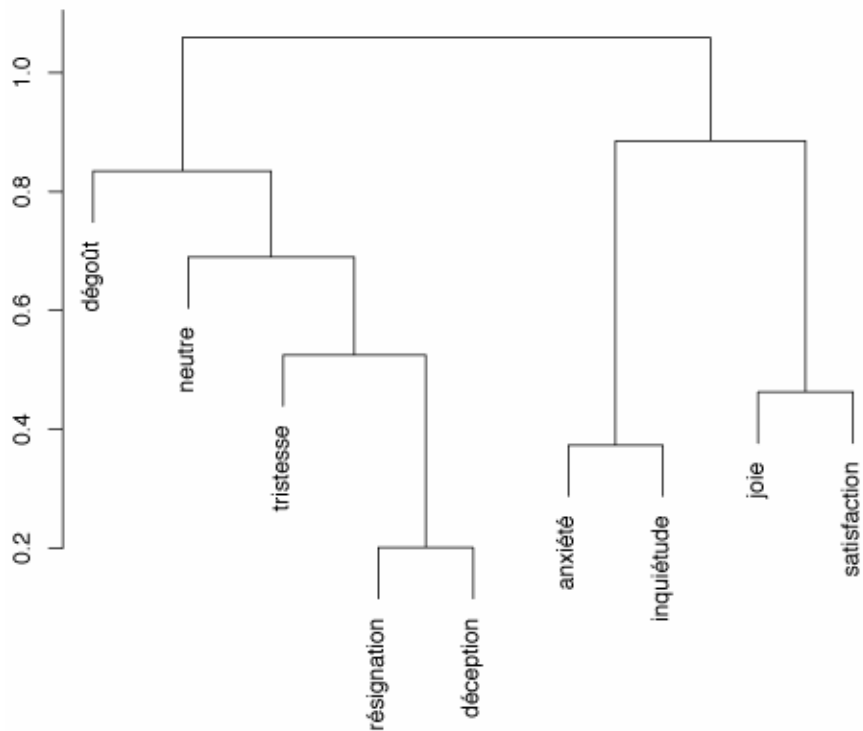 1.0
0.8
0.6
0.4
0.2
dégoût
neutre
tristesse
résignation
déception
anxiété
inquiétude
joie
satisfaction